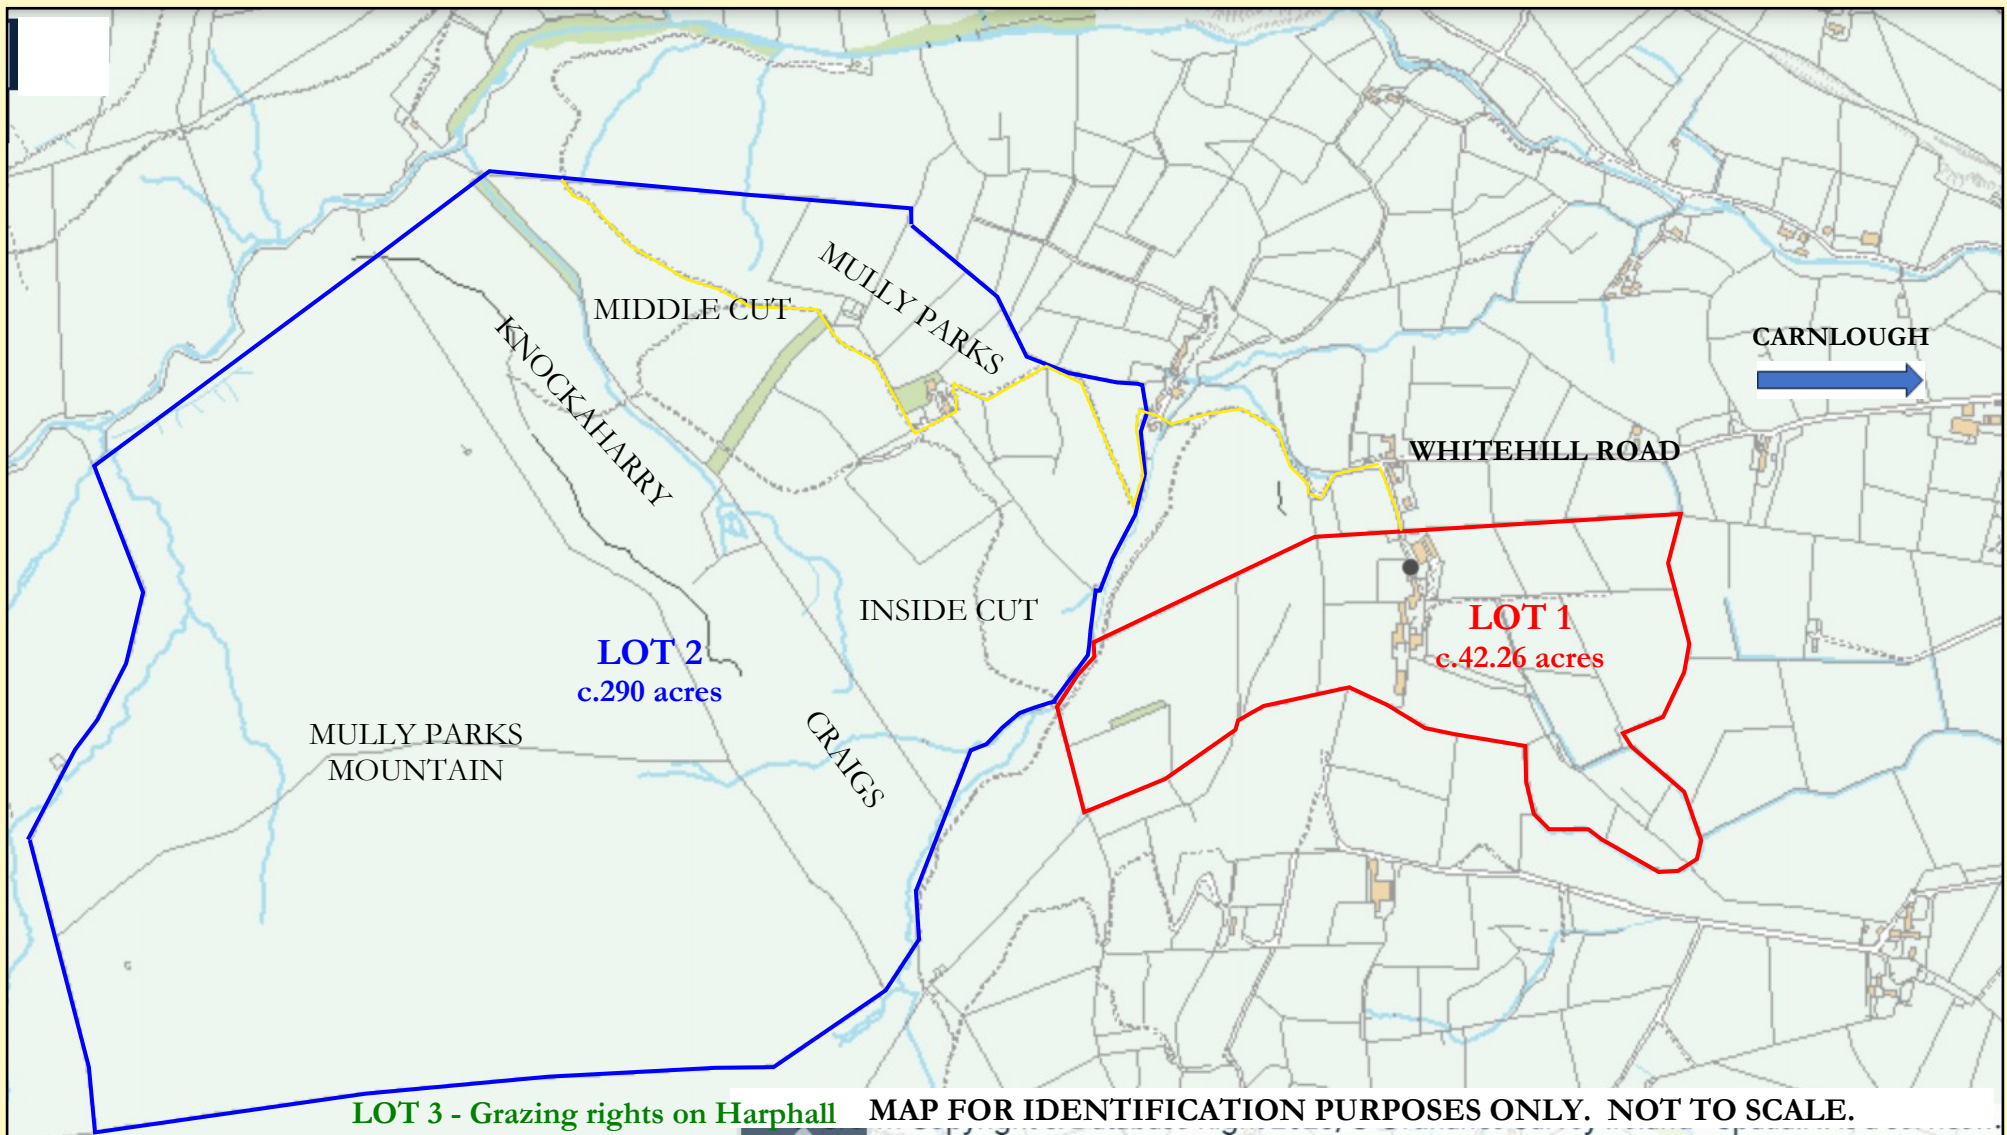 MULLY PARKS
MIDDLE CUT
KNOCKAHARRY
CARNLOUGH
WHITEHILL ROAD
INSIDE CUT
LOT 1
c.42.26 acres
LOT 2
c.290 acres
CRAIGS
MULLY PARKS
MOUNTAIN
LOT 3 - Grazing rights on Harphall
MAP FOR IDENTIFICATION PURPOSES ONLY. NOT TO SCALE.